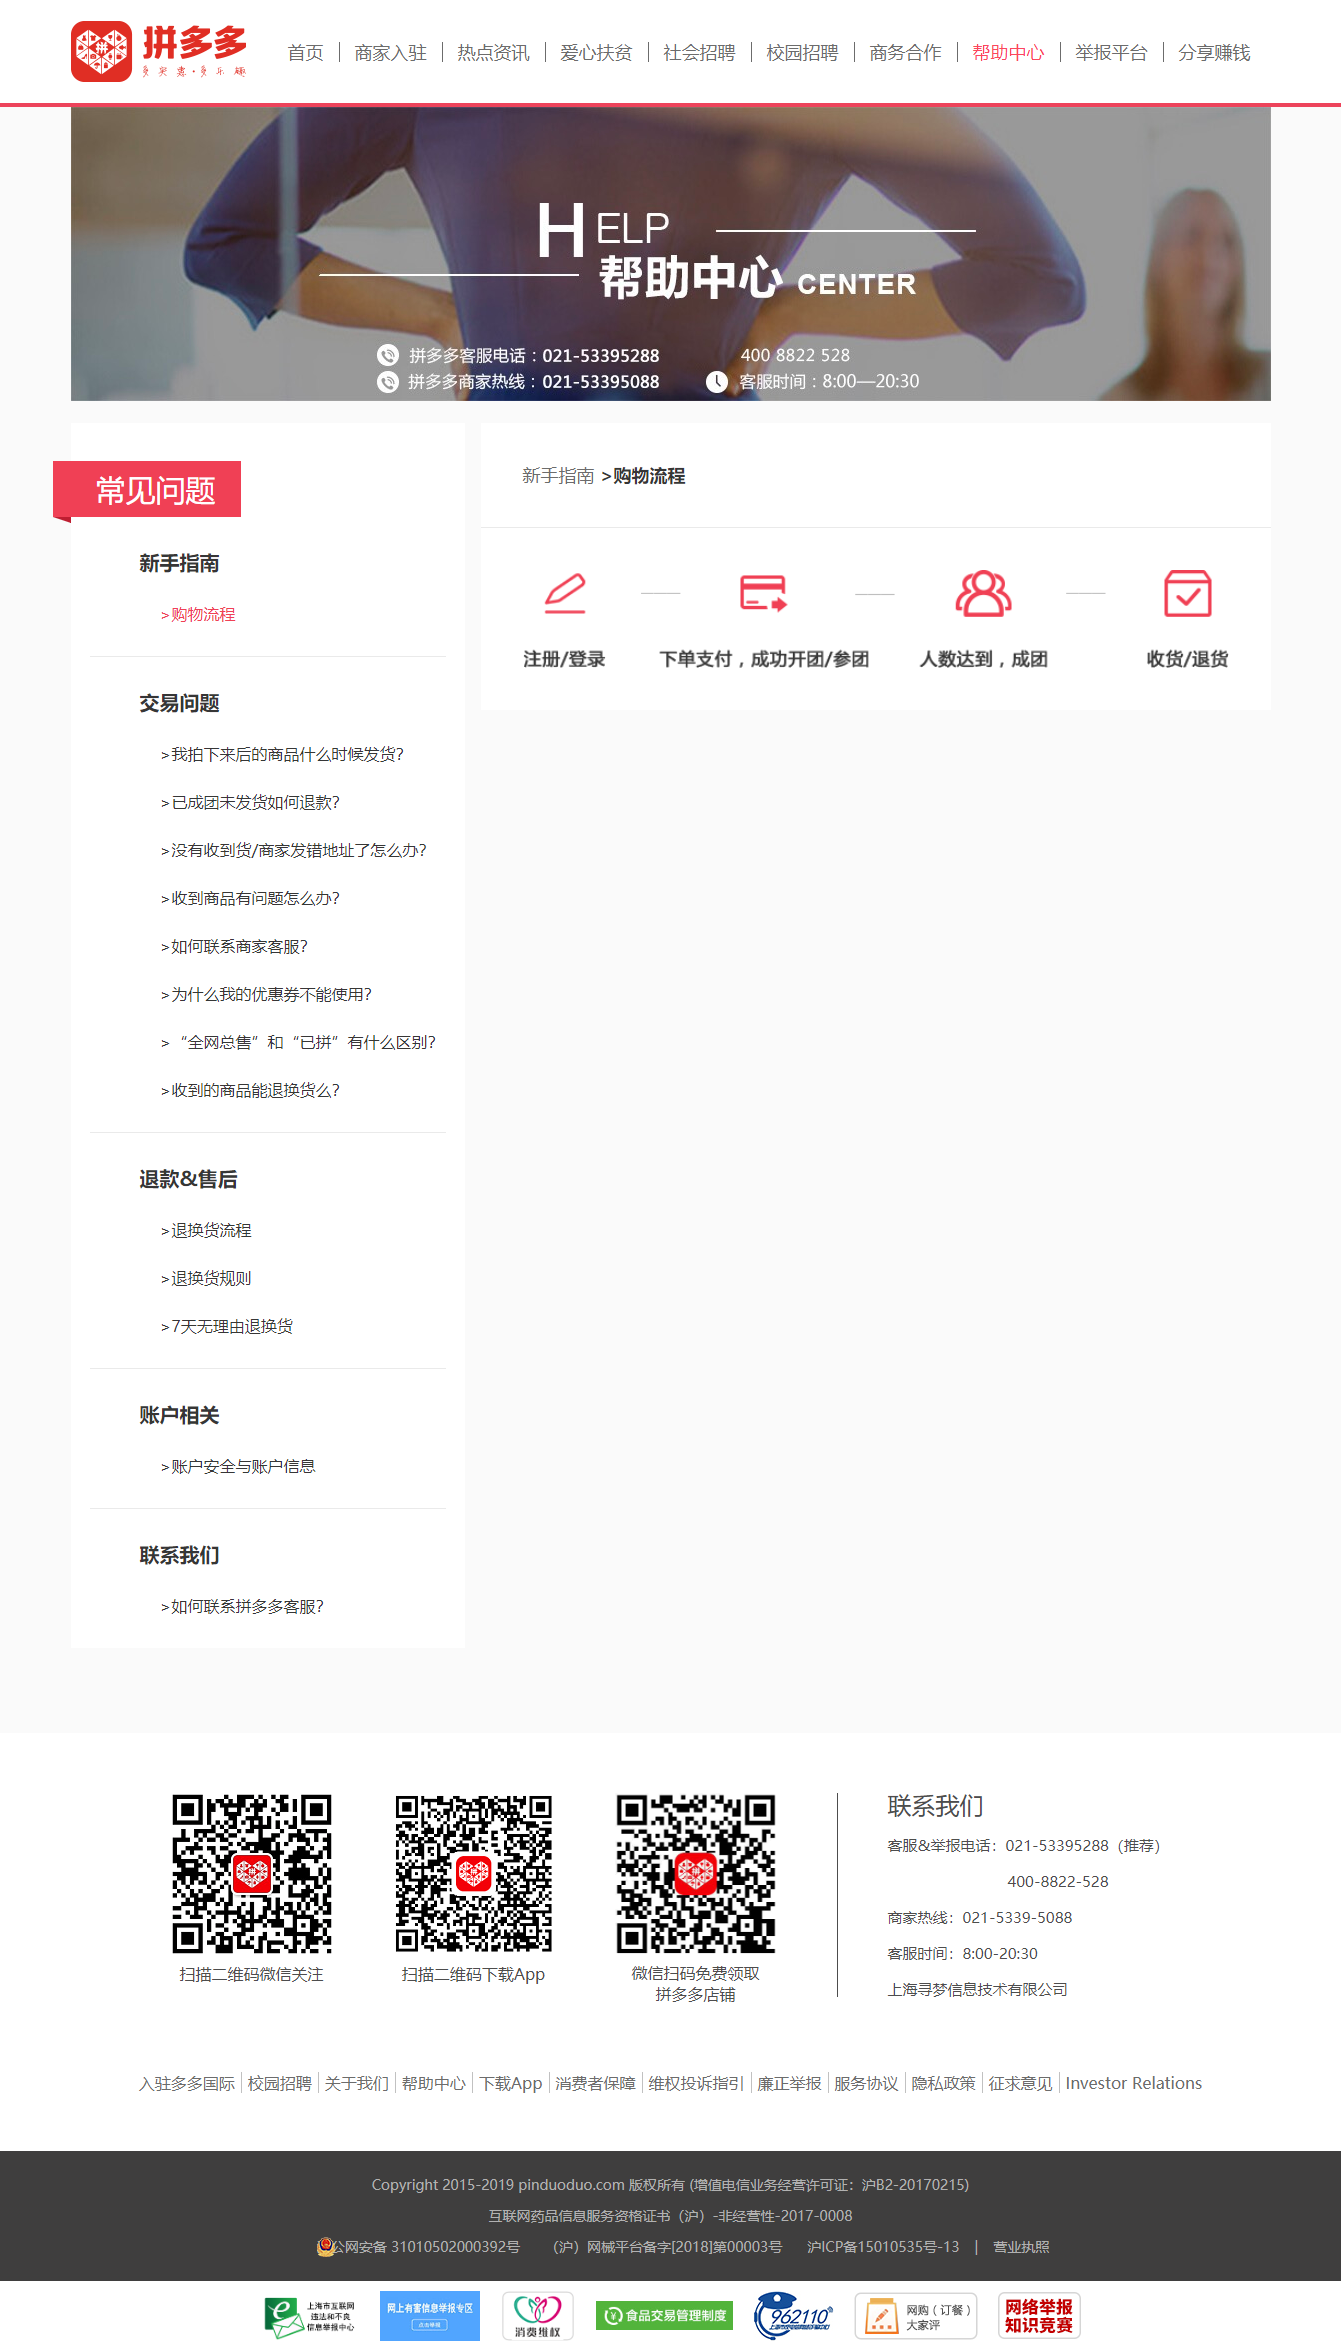 拼多多
多实惠·多乐趣
首页 商家入驻 热点资讯 爱心扶贫 社会招聘 校园招聘 商务合作 帮助中心 举报平台 分享赚钱
HELP
帮助中心 CENTER
拼多多客服电话：021-53395288 400 8822 528
拼多多商家热线：021-53395088 客服时间：8:00—20:30
常见问题
新手指南
>购物流程
交易问题
>我拍下来后的商品什么时候发货？
>已成团未发货如何退款？
>没有收到货/商家发错地址了怎么办？
>收到商品有问题怎么办？
>如何联系商家客服？
>为什么我的优惠券不能使用？
>“全网总售”和“已拼”有什么区别？
>收到的商品能退换货么？
退款&售后
>退换货流程
>退换货规则
>7天无理由退换货
账户相关
>账户安全与账户信息
联系我们
>如何联系拼多多客服？
新手指南 >购物流程
注册/登录 下单支付，成功开团/参团 人数达到，成团 收货/退货
扫描二维码微信关注
扫描二维码下载App
微信扫码免费领取
拼多多店铺
联系我们
客服&举报电话：021-53395288（推荐）
400-8822-528
商家热线：021-5339-5088
客服时间：8:00-20:30
上海寻梦信息技术有限公司
入驻多多国际 校园招聘 关于我们 帮助中心 下载App 消费者保障 维权投诉指引 廉正举报 服务协议 隐私政策 征求意见 Investor Relations
Copyright 2015-2019 pinduoduo.com 版权所有 (增值电信业务经营许可证：沪B2-20170215)
互联网药品信息服务资格证书（沪）-非经营性-2017-0008
公网安备 31010502000392号 （沪）网械平台备字[2018]第00003号 沪ICP备15010535号-13 | 营业执照
上海市互联网
违法和不良
信息举报中心
网上有害信息举报专区
点击举报
消费维权
食品交易管理制度
962110
网购（订餐）
大家评
网络举报
知识竞赛